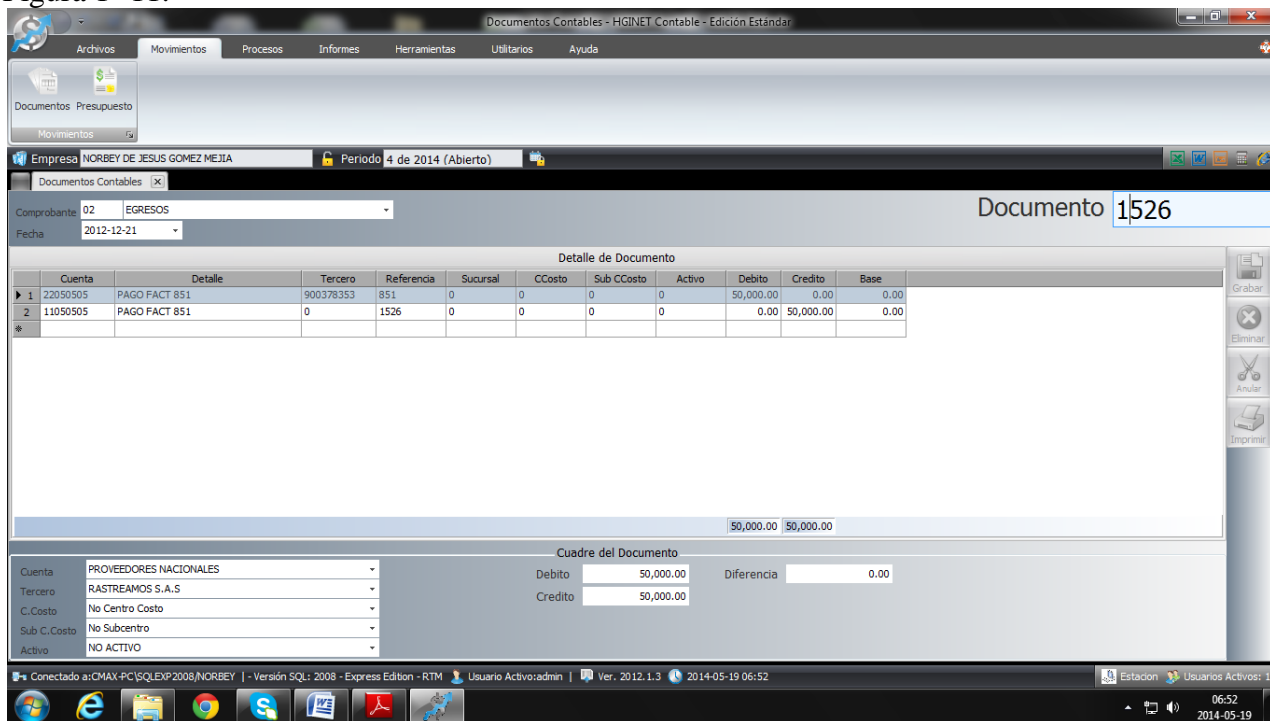 Documentos Contables - HGINET Contable - Edición Estándar
Archivos Movimientos Procesos Informes Herramientas Utilitarios Ayuda
Documentos Presupuesto
Movimientos
Empresa NORBEY DE JESUS GOMEZ MEJIA Periodo 4 de 2014 (Abierto)
Documentos Contables
Comprobante 02 EGRESOS Documento 1526
Fecha 2012-12-21
Detalle de Documento
Cuenta Detalle Tercero Referencia Sucursal CCosto Sub CCosto Activo Debito Credito Base
1 22050505 PAGO FACT 851 900378353 851 0 0 0 0 50,000.00 0.00 0.00
2 11050505 PAGO FACT 851 0 1526 0 0 0 0 0.00 50,000.00 0.00
*
Grabar
Eliminar
Anular
Imprimir
50,000.00 50,000.00
Cuadre del Documento
Cuenta PROVEEDORES NACIONALES Debito 50,000.00 Diferencia 0.00
Tercero RASTREAMOS S.A.S Credito 50,000.00
C.Costo No Centro Costo
Sub C.Costo No Subcentro
Activo NO ACTIVO
Conectado a:CMAX-PC\SQLEXP2008/NORBEY | - Versión SQL: 2008 - Express Edition - RTM Usuario Activo:admin | Ver. 2012.1.3 2014-05-19 06:52 Estacion Usuarios Activos: 1
06:52
2014-05-19